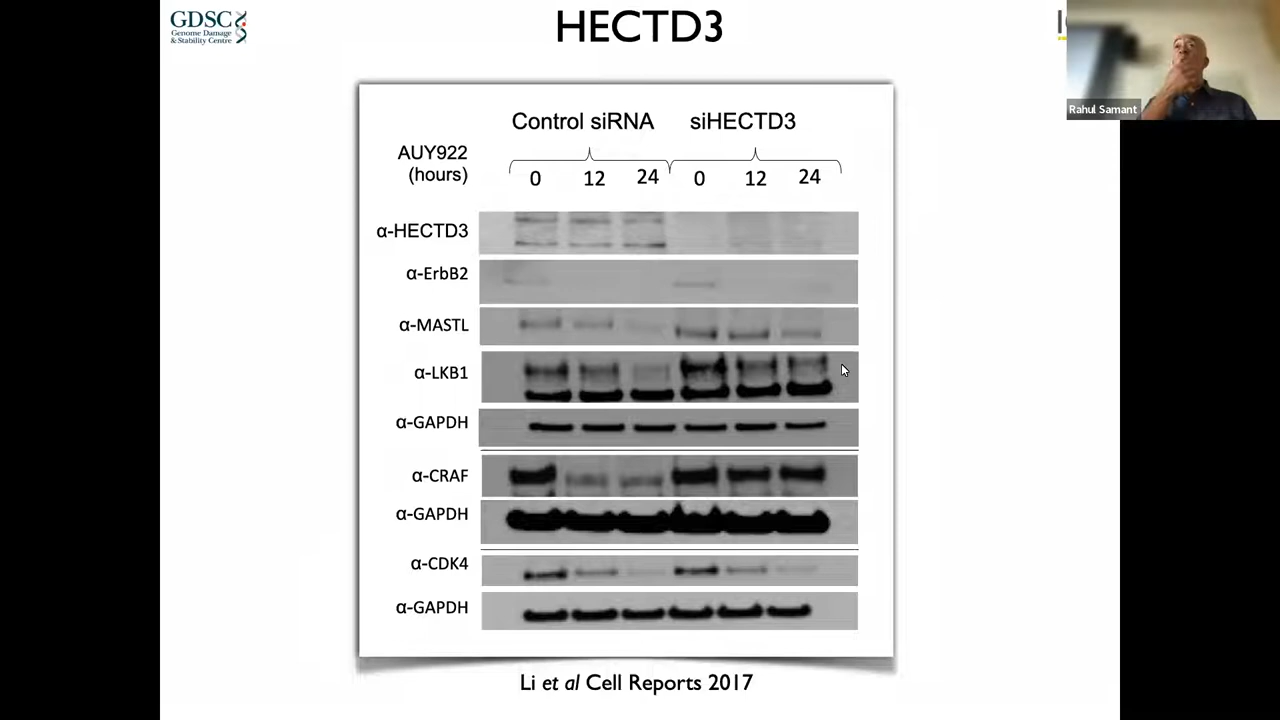 GDSC
Genome Damage
& Stability Centre
HECTD3
Rahul Samant
Control siRNA siHECTD3
AUY922
(hours)
0 12 24 0 12 24
α-HECTD3
α-ErbB2
α-MASTL
α-LKB1
α-GAPDH
α-CRAF
α-GAPDH
α-CDK4
α-GAPDH
Li et al Cell Reports 2017